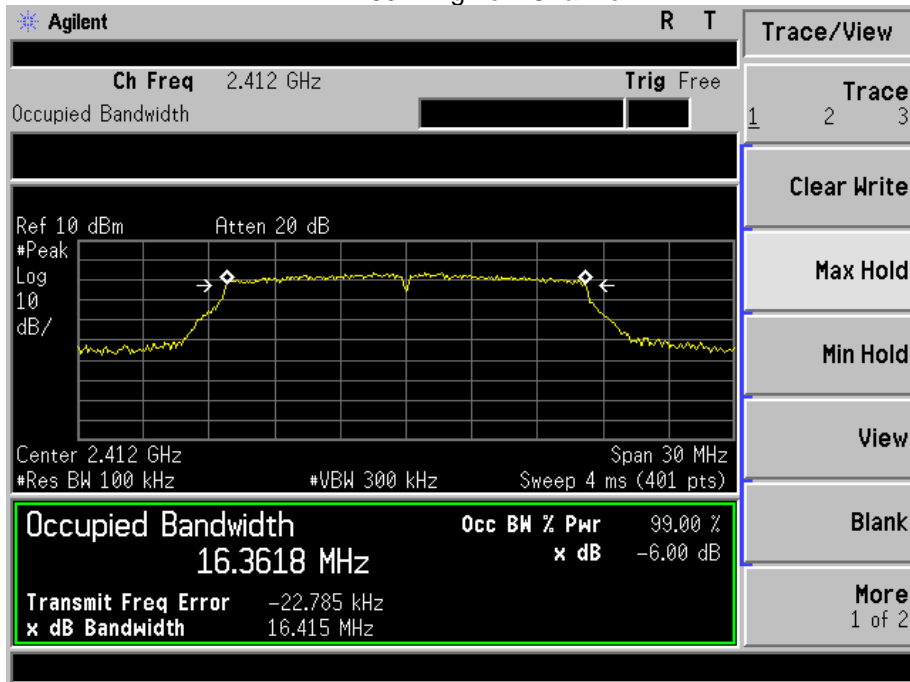 Agilent R T
Ch Freq 2.412 GHz Trig Free
Occupied Bandwidth
Ref 10 dBm Atten 20 dB
#Peak
Log
10
dB/
Center 2.412 GHz Span 30 MHz
#Res BW 100 kHz #VBW 300 kHz Sweep 4 ms (401 pts)
Occupied Bandwidth Occ BW % Pwr 99.00 %
16.3618 MHz x dB -6.00 dB
Transmit Freq Error -22.785 kHz
x dB Bandwidth 16.415 MHz
Trace/View
Trace
1 2 3
Clear Write
Max Hold
Min Hold
View
Blank
More
1 of 2